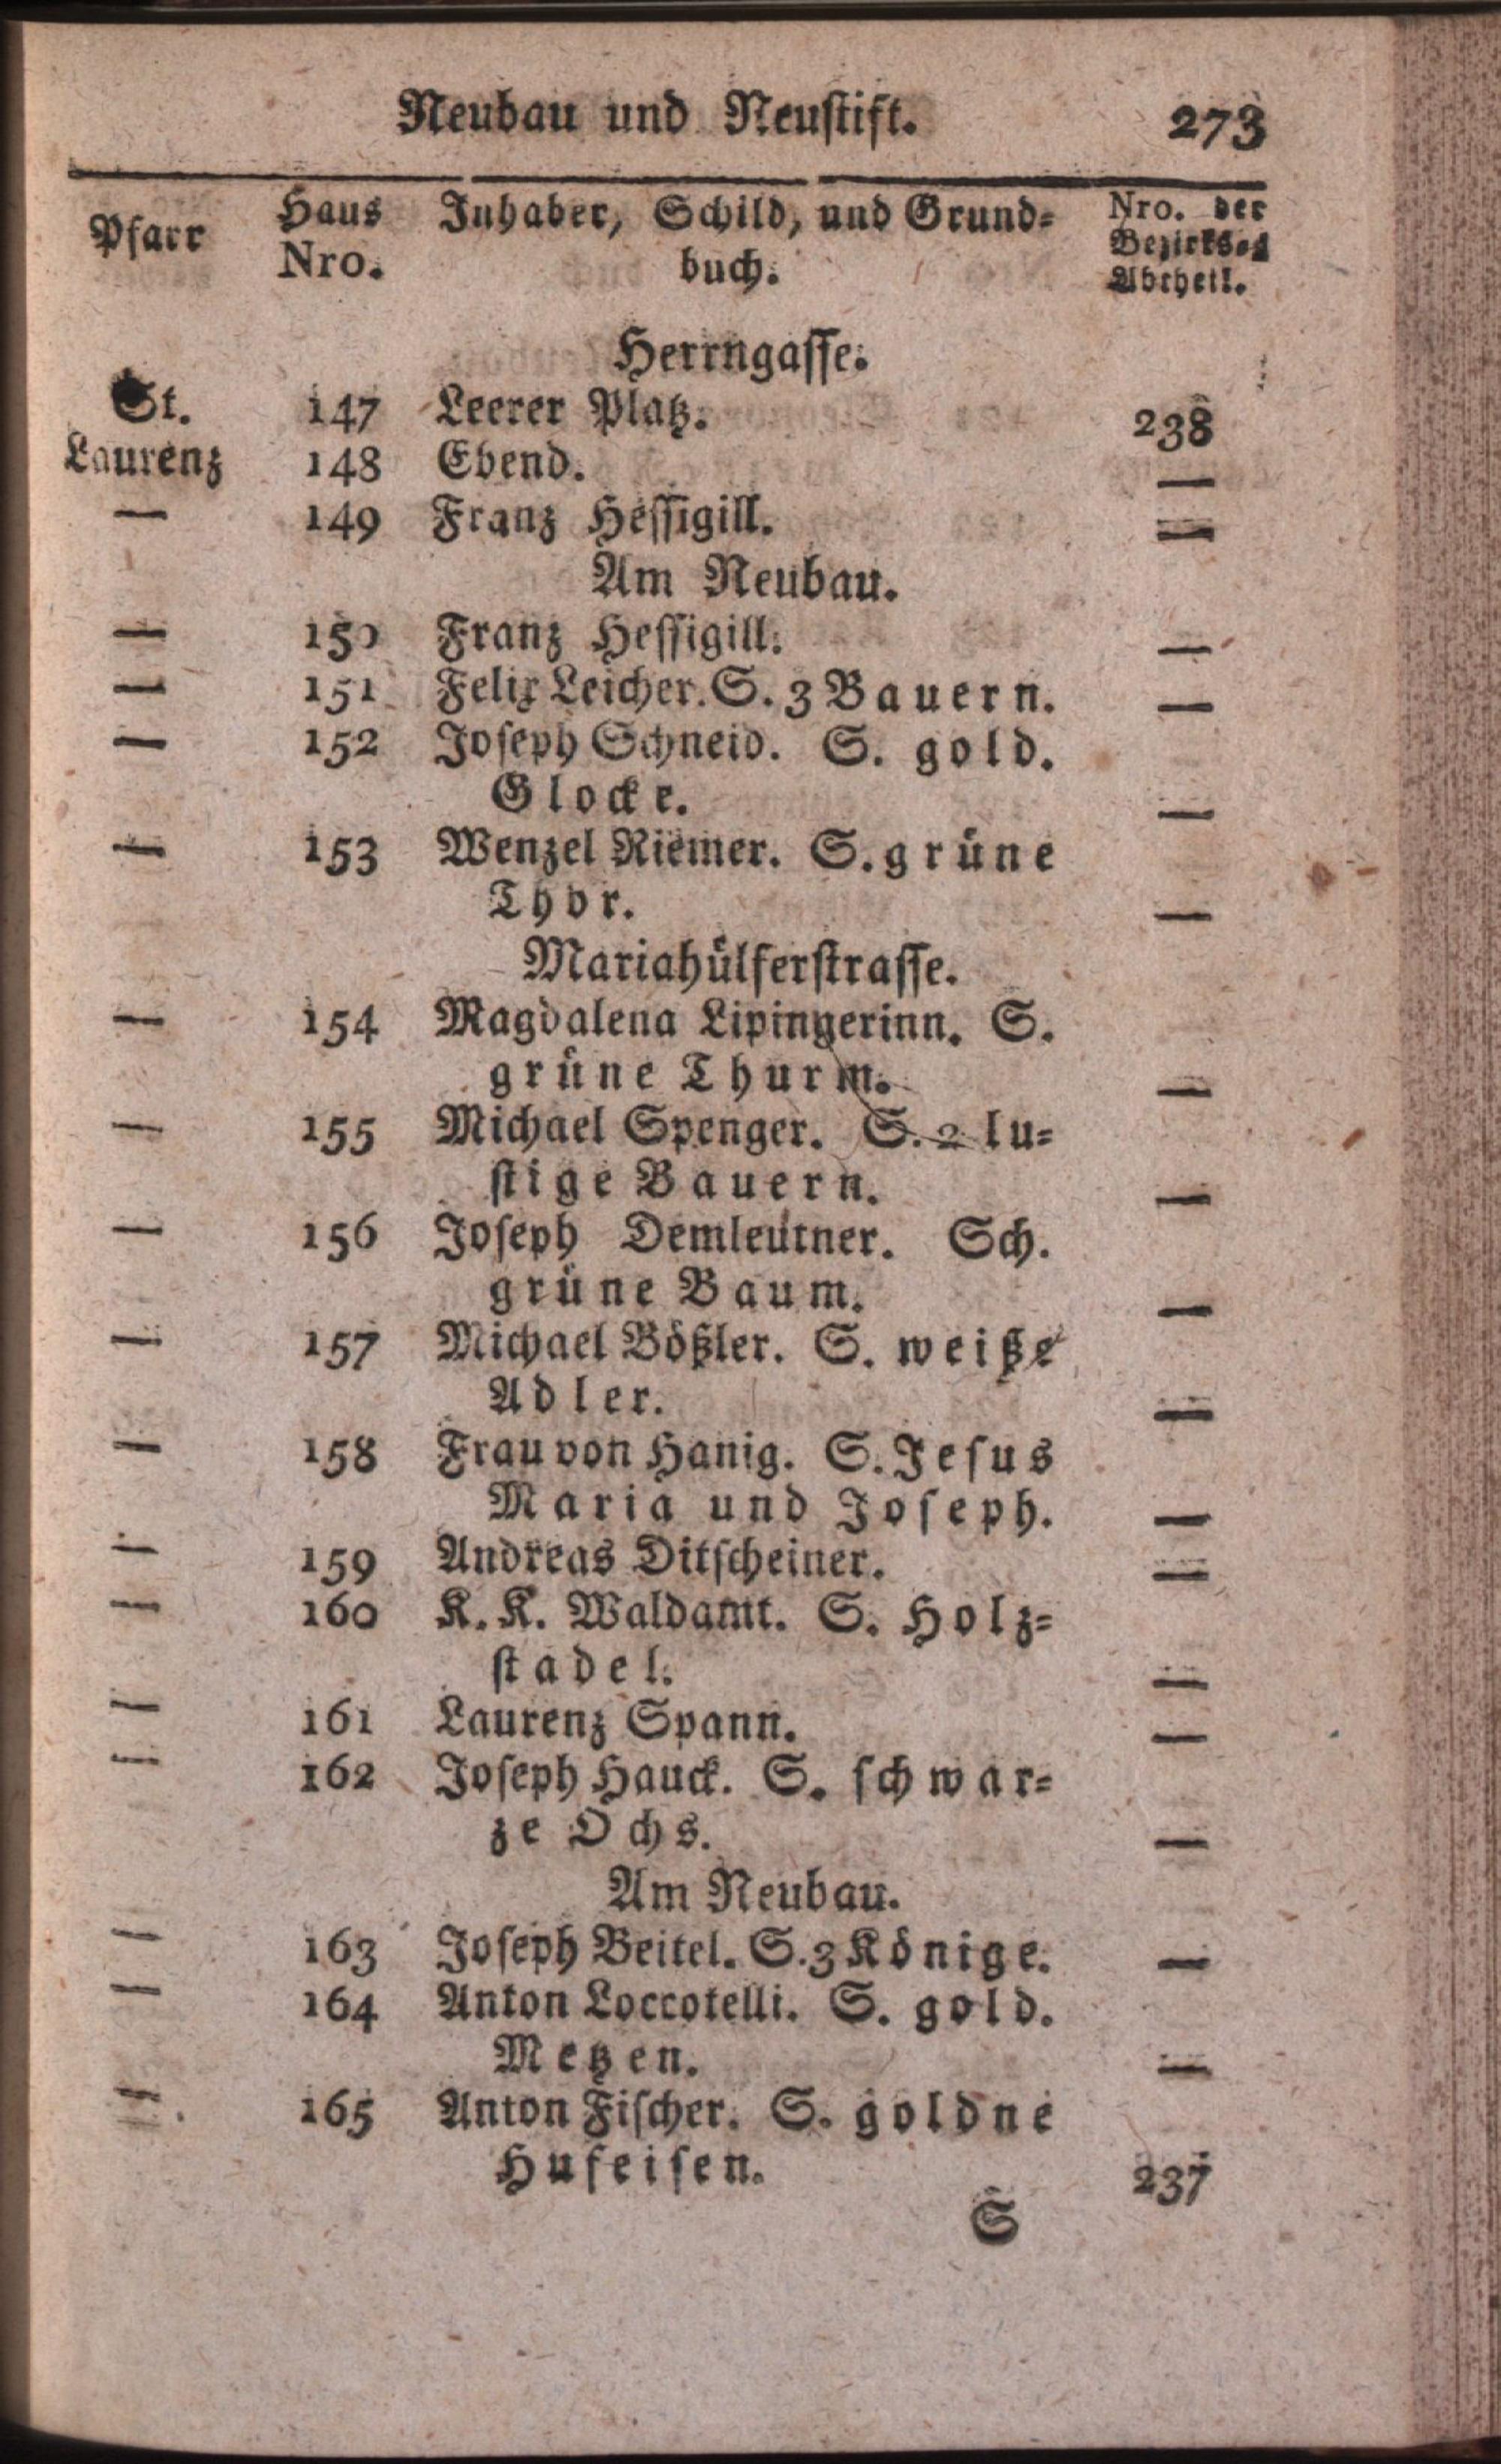 Neubau und Neustift. 273
Pfarr Haus Nro. Inhaber, Schild, und Grund= buch. Nro. der Bezirks= Abtheil.
Herrngasse.
St. 147 Leerer Platz. 238
Laurenz 148 Ebend. —
— 149 Franz Hessigill. —
Am Neubau.
— 150 Franz Hessigill. —
— 151 Felix Leicher. S. 3 Bauern. —
— 152 Joseph Schneid. S. gold.
Glocke. —
— 153 Wenzel Riemer. S. grüne
Thor. —
Mariahülferstrasse.
— 154 Magdalena Lipingerinn. S.
grüne Thurm. —
— 155 Michael Spenger. S. 2 lu=
stige Bauern. —
— 156 Joseph Demleutner. Sch.
grüne Baum. —
— 157 Michael Bößler. S. weiße
Adler. —
— 158 Frau von Hanig. S. Jesus
Maria und Joseph. —
— 159 Andreas Ditscheiner. —
— 160 K. K. Waldamt. S. Holz=
stadel. —
— 161 Laurenz Spann. —
— 162 Joseph Hauck. S. schwar=
ze Ochs. —
Am Neubau.
— 163 Joseph Beitel. S. 3 Könige. —
— 164 Anton Loccotelli. S. gold.
Metzen. —
— 165 Anton Fischer. S. goldne
Hufeisen. 237
S